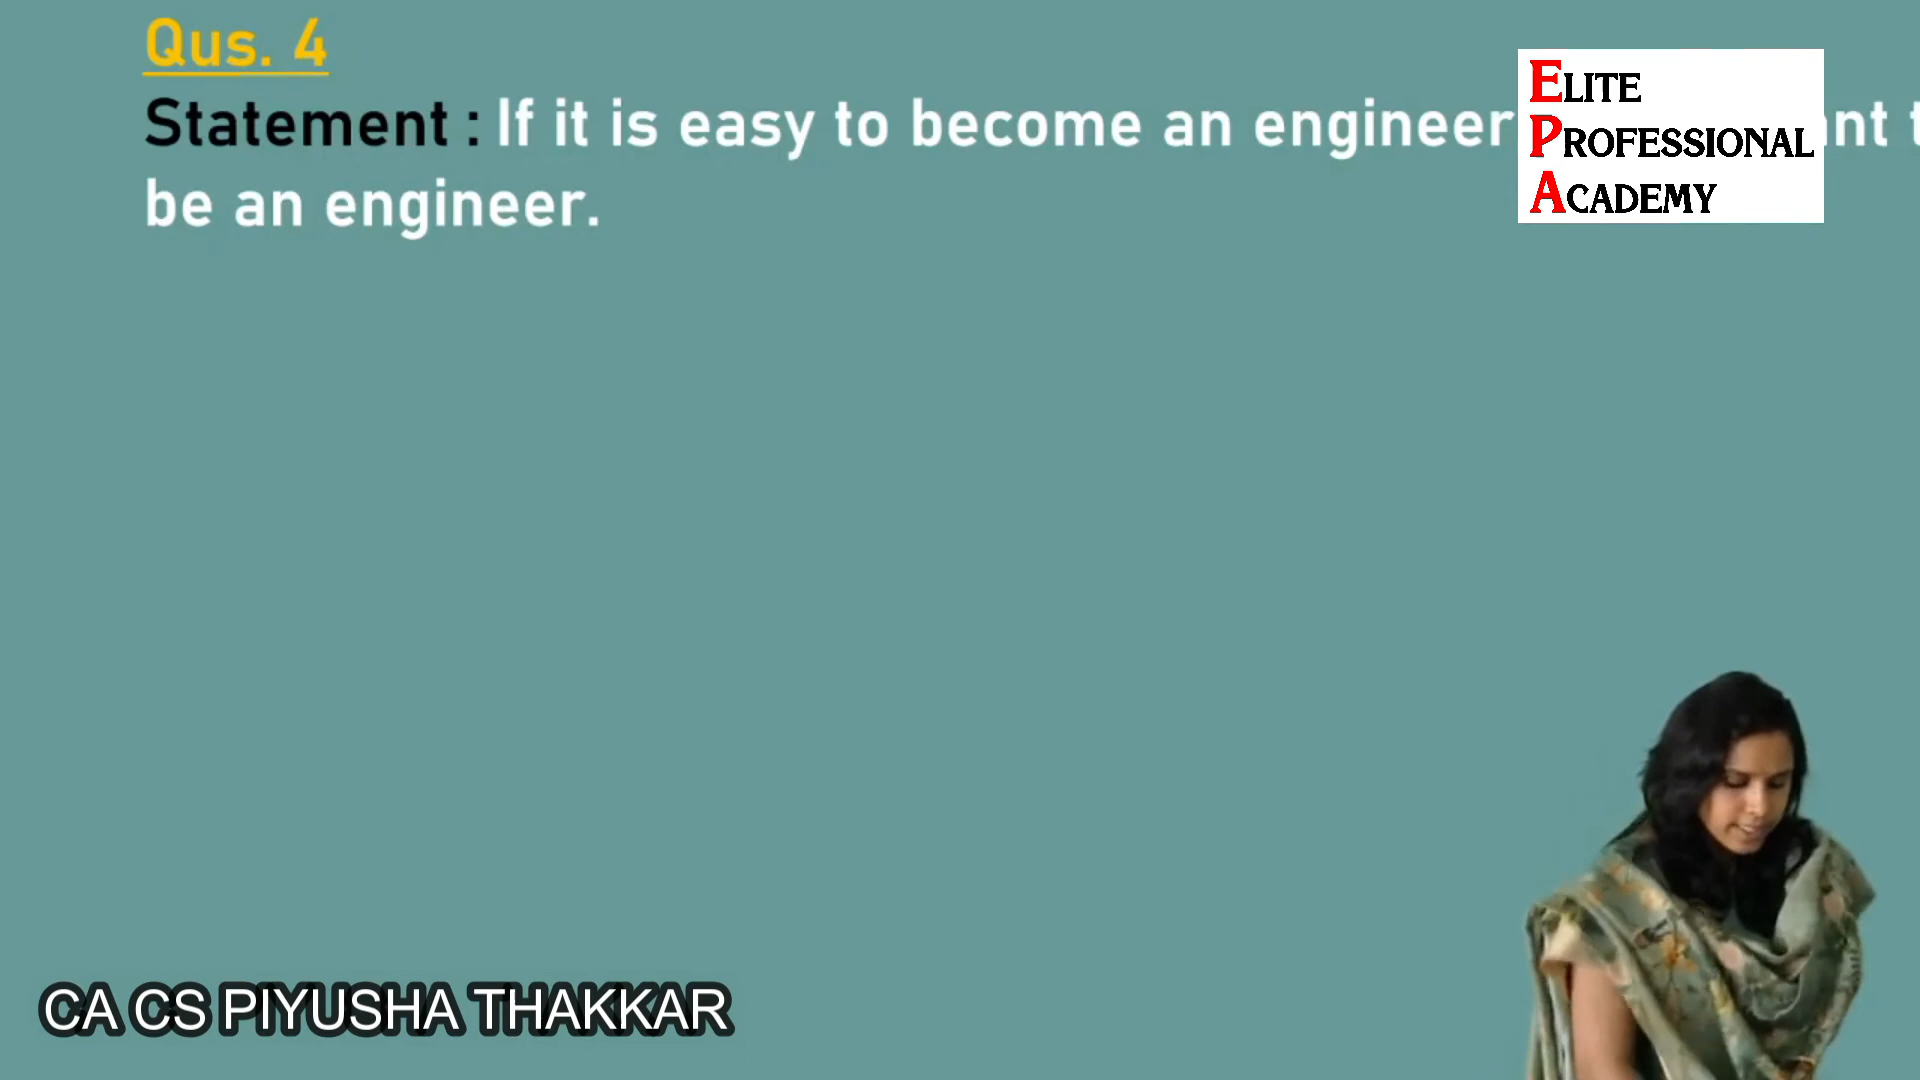 Qus. 4
Statement : If it is easy to become an engineer
be an engineer.
ELITE
PROFESSIONAL
ACADEMY
CA CS PIYUSHA THAKKAR